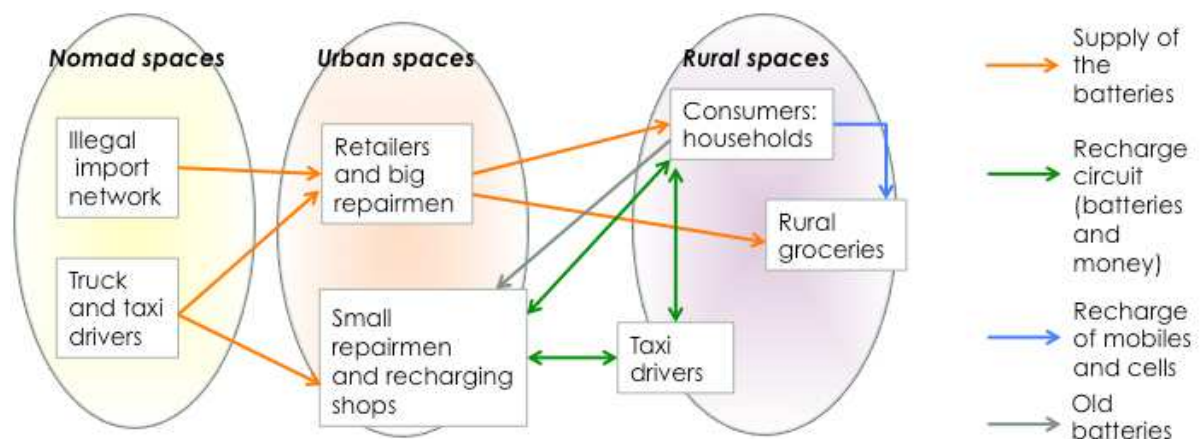 Nomad spaces
Urban spaces
Rural spaces
Illegal
import
network
Truck
and taxi
drivers
Retailers
and big
repairmen
Small
repairmen
and recharging
shops
Consumers:
households
Rural
groceries
Taxi
drivers
Supply of
the
batteries
Recharge
circuit
(batteries
and
money)
Recharge
of mobiles
and cells
Old
batteries